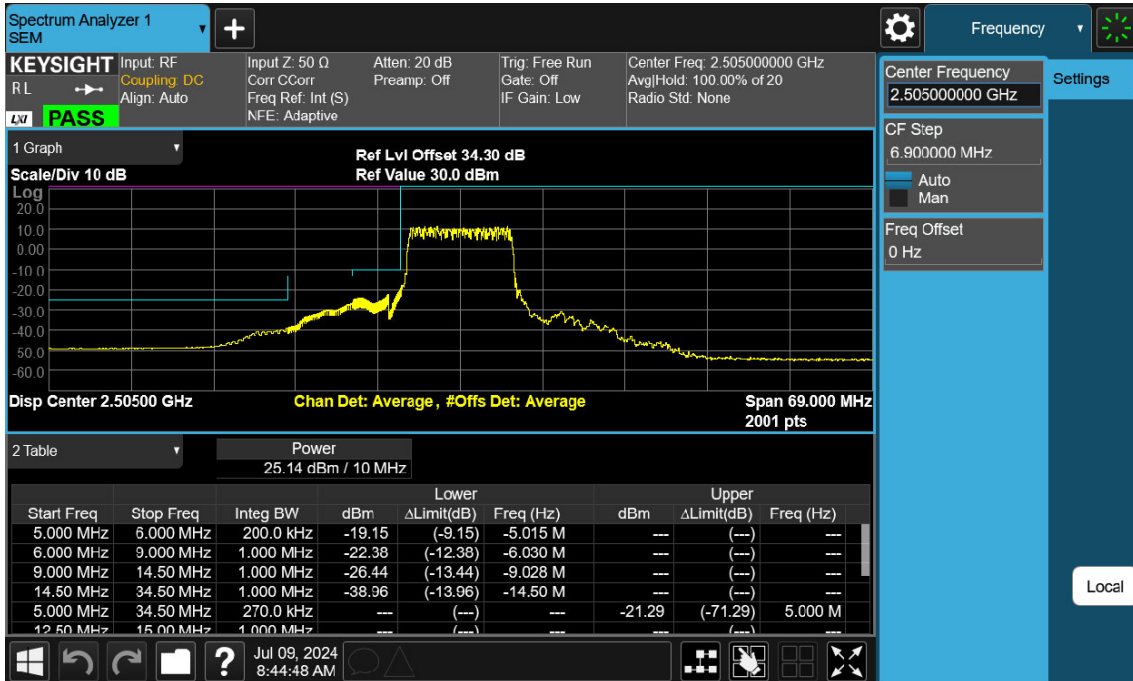 Spectrum Analyzer 1
SEM
Frequency
KEYSIGHT
RL
LXI PASS
Input: RF
Coupling: DC
Align: Auto
Input Z: 50 Ω
Corr CCorr
Freq Ref: Int (S)
NFE: Adaptive
Atten: 20 dB
Preamp: Off
Trig: Free Run
Gate: Off
IF Gain: Low
Center Freq: 2.505000000 GHz
Avg|Hold: 100.00% of 20
Radio Std: None
Center Frequency
2.505000000 GHz
Settings
CF Step
6.900000 MHz
Auto
Man
Freq Offset
0 Hz
1 Graph
Scale/Div 10 dB
Ref Lvl Offset 34.30 dB
Ref Value 30.0 dBm
Log
20.0
10.0
0.00
-10.0
-20.0
-30.0
-40.0
50.0
-60.0
Disp Center 2.50500 GHz
Chan Det: Average , #Offs Det: Average
Span 69.000 MHz
2001 pts
2 Table
Power
25.14 dBm / 10 MHz
Lower Upper
Start Freq Stop Freq Integ BW dBm ΔLimit(dB) Freq (Hz) dBm ΔLimit(dB) Freq (Hz)
5.000 MHz 6.000 MHz 200.0 kHz -19.15 (-9.15) -5.015 M --- (---) ---
6.000 MHz 9.000 MHz 1.000 MHz -22.38 (-12.38) -6.030 M --- (---) ---
9.000 MHz 14.50 MHz 1.000 MHz -26.44 (-13.44) -9.028 M --- (---) ---
14.50 MHz 34.50 MHz 1.000 MHz -38.96 (-13.96) -14.50 M --- (---) ---
5.000 MHz 34.50 MHz 270.0 kHz --- (---) --- -21.29 (-71.29) 5.000 M
12.50 MHz 15.00 MHz 1.000 MHz --- (---) --- --- (---) ---
Local
Jul 09, 2024
8:44:48 AM